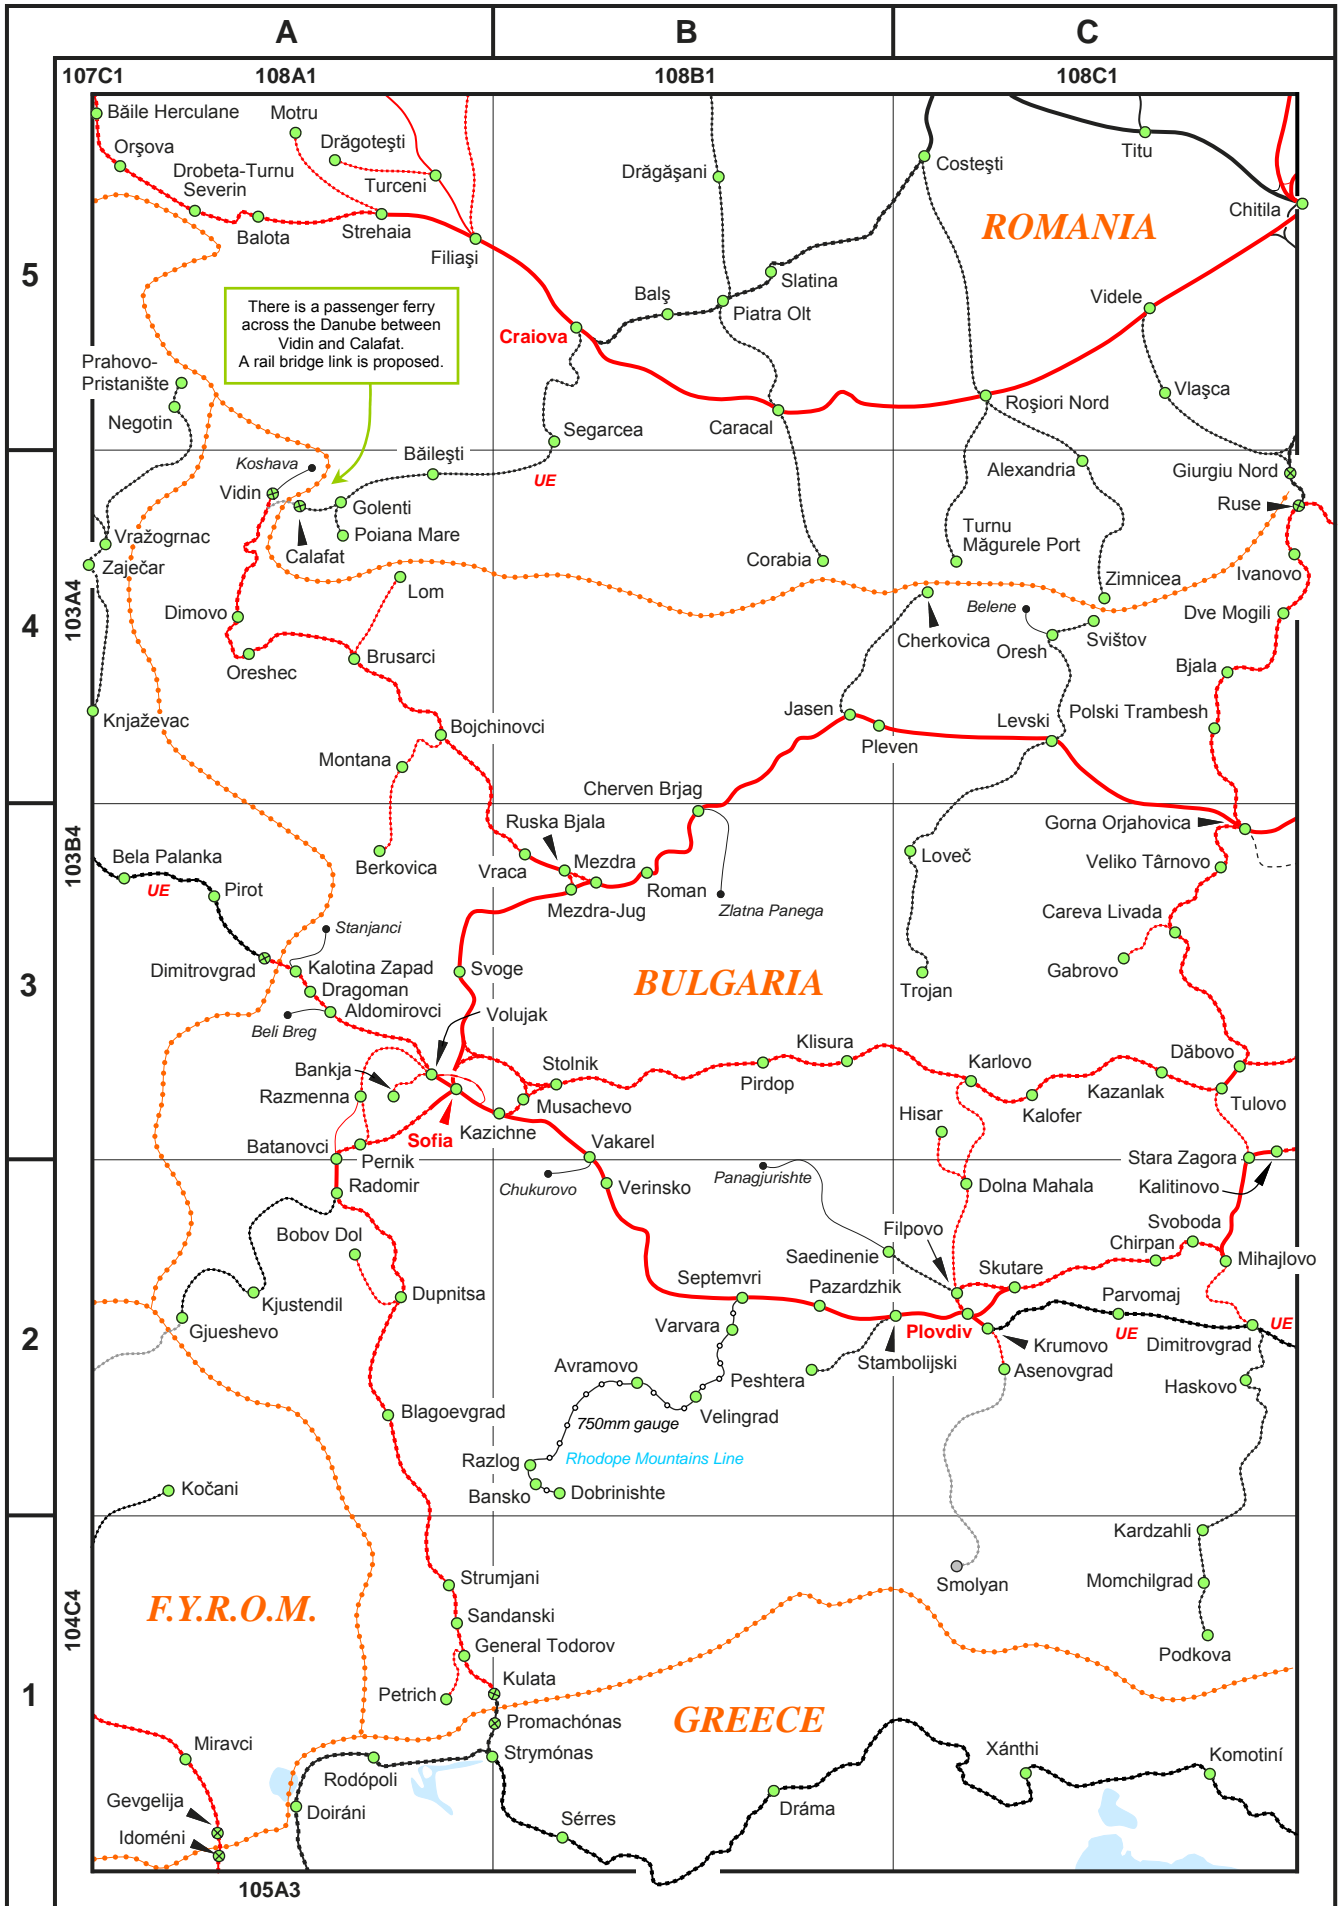 A
B
C
107C1
108A1
108B1
108C1
Băile Herculane
Motru
Orşova
Drăgoteşti
Drobeta-Turnu
Severin
Turceni
Balota
Strehaia
Filiaşi
Drăgăşani
Costeşti
Titu
ROMANIA
Chitila
5
There is a passenger ferry
across the Danube between
Vidin and Calafat.
A rail bridge link is proposed.
Balş
Slatina
Piatra Olt
Videle
Craiova
Prahovo-
Pristanište
Negotin
Vlaşca
Roşiori Nord
Caracal
Segarcea
Băileşti
Koshava
UE
Alexandria
Giurgiu Nord
Vidin
Golenti
Ruse
Calafat
Poiana Mare
Vražogrnac
Zaječar
Turnu
Măgurele Port
Corabia
Ivanovo
Lom
Zimnicea
103A4
4
Dimovo
Belene
Cherkovica
Oresh
Svištov
Dve Mogili
Oreshec
Brusarci
Bjala
Knjaževac
Bojchinovci
Jasen
Pleven
Levski
Polski Trambesh
Montana
Cherven Brjag
Ruska Bjala
Gorna Orjahovica
103B4
Bela Palanka
UE
Pirot
Berkovica
Vraca
Mezdra
Roman
Mezdra-Jug
Zlatna Panega
Loveč
Veliko Târnovo
Careva Livada
Stanjanci
Dimitrovgrad
Kalotina Zapad
Svoge
BULGARIA
Trojan
Gabrovo
3
Dragoman
Aldomirovci
Beli Breg
Volujak
Klisura
Dăbovo
Bankja
Stolnik
Pirdop
Karlovo
Kazanlak
Razmenna
Musachevo
Kalofer
Tulovo
Hisar
Sofia
Kazichne
Batanovci
Pernik
Vakarel
Stara Zagora
Radomir
Chukurovo
Verinsko
Panagjurishte
Dolna Mahala
Kalitinovo
Bobov Dol
Filpovo
Svoboda
Saedinenie
Chirpan
Skutare
Mihajlovo
Kjustendil
Dupnitsa
Septemvri
Pazardzhik
Parvomaj
Gjueshevo
Varvara
Plovdiv
UE
UE
Dimitrovgrad
2
Krumovo
Stambolijski
Avramovo
Peshtera
Asenovgrad
Haskovo
Blagoevgrad
750mm gauge
Velingrad
Razlog
Rhodope Mountains Line
Kočani
Bansko
Dobrinishte
Kardzahli
Smolyan
Strumjani
Momchilgrad
F.Y.R.O.M.
Sandanski
104C4
General Todorov
Podkova
Kulata
Petrich
1
Promachónas
GREECE
Miravci
Strymónas
Xánthi
Komotiní
Rodópoli
Gevgelija
Doiráni
Dráma
Sérres
Idoméni
105A3